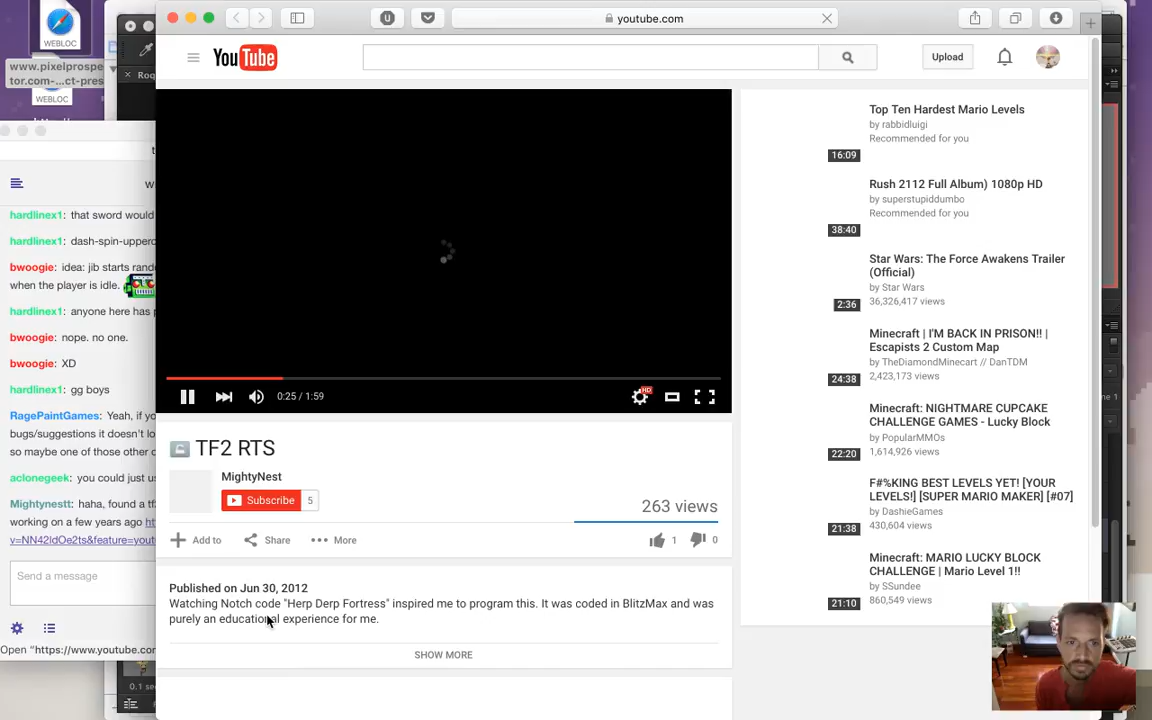 WEBLOC
www.pixelprospe
tor.com-...ct-pres
WEBLOC
youtube.com
YouTube
Upload
Top Ten Hardest Mario Levels
by rabbidluigi
Recommended for you
16:09
Rush 2112 Full Album) 1080p HD
by superstupiddumbo
Recommended for you
38:40
Star Wars: The Force Awakens Trailer
(Official)
by Star Wars
36,326,417 views
2:36
Minecraft | I'M BACK IN PRISON!! |
Escapists 2 Custom Map
by TheDiamondMinecart // DanTDM
2,423,173 views
24:38
Minecraft: NIGHTMARE CUPCAKE
CHALLENGE GAMES - Lucky Block
by PopularMMOs
1,614,926 views
22:20
F#%KING BEST LEVELS YET! [YOUR
LEVELS!] [SUPER MARIO MAKER] [#07]
by DashieGames
430,604 views
21:38
Minecraft: MARIO LUCKY BLOCK
CHALLENGE | Mario Level 1!!
by SSundee
860,549 views
21:10
0:25 / 1:59
HD
TF2 RTS
MightyNest
Subscribe 5
263 views
Add to Share More 1 0
Published on Jun 30, 2012
Watching Notch code "Herp Derp Fortress" inspired me to program this. It was coded in BlitzMax and was
purely an educational experience for me.
SHOW MORE
hardlinex1: that sword would
hardlinex1: dash-spin-upperc
bwoogie: idea: jib starts rand
when the player is idle.
hardlinex1: anyone here has p
bwoogie: nope. no one.
bwoogie: XD
hardlinex1: gg boys
RagePaintGames: Yeah, if yo
bugs/suggestions it doesn't lo
so maybe one of those other c
aclonegeek: you could just us
Mightynestt: haha, found a tf
working on a few years ago ht
v=NN42ldOe2ts&feature=yout
Send a message
Open "https://www.youtube.com
0.1 sec